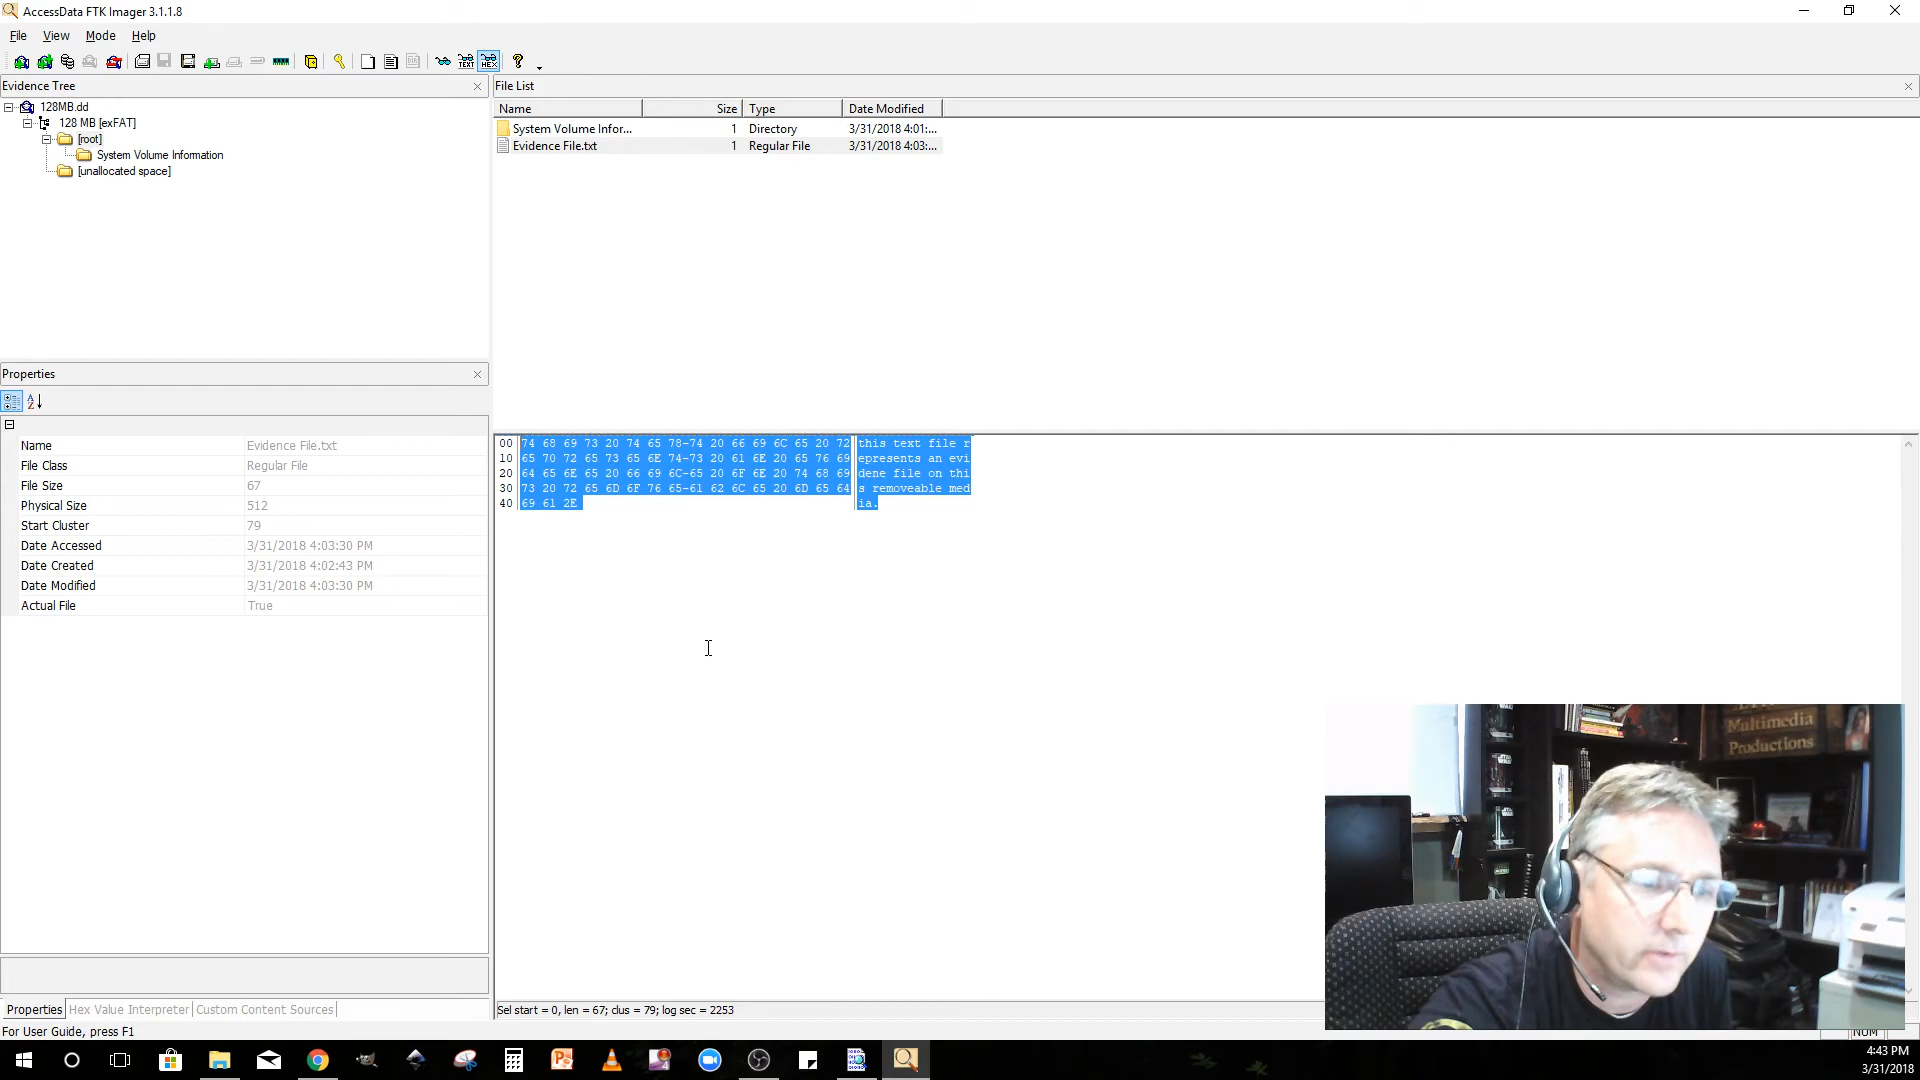 AccessData FTK Imager 3.1.1.8
File View Mode Help
Evidence Tree
128MB.dd
128 MB [exFAT]
[root]
System Volume Information
[unallocated space]
File List
Name Size Type Date Modified
System Volume Infor... 1 Directory 3/31/2018 4:01:...
Evidence File.txt 1 Regular File 3/31/2018 4:03:...
Properties
Name Evidence File.txt
File Class Regular File
File Size 67
Physical Size 512
Start Cluster 79
Date Accessed 3/31/2018 4:03:30 PM
Date Created 3/31/2018 4:02:43 PM
Date Modified 3/31/2018 4:03:30 PM
Actual File True
00 74 68 69 73 20 74 65 78-74 20 66 69 6C 65 20 72 this text file r
10 65 70 72 65 73 65 6E 74-73 20 61 6E 20 65 76 69 epresents an evi
20 64 65 6E 65 20 66 69 6C-65 20 6F 6E 20 74 68 69 dene file on thi
30 73 20 72 65 6D 6F 76 65-61 62 6C 65 20 6D 65 64 s removeable med
40 69 61 2E ia.
Multimedia
Productions
Properties Hex Value Interpreter Custom Content Sources
Sel start = 0, len = 67; clus = 79; log sec = 2253
For User Guide, press F1
NUM
4:43 PM
3/31/2018